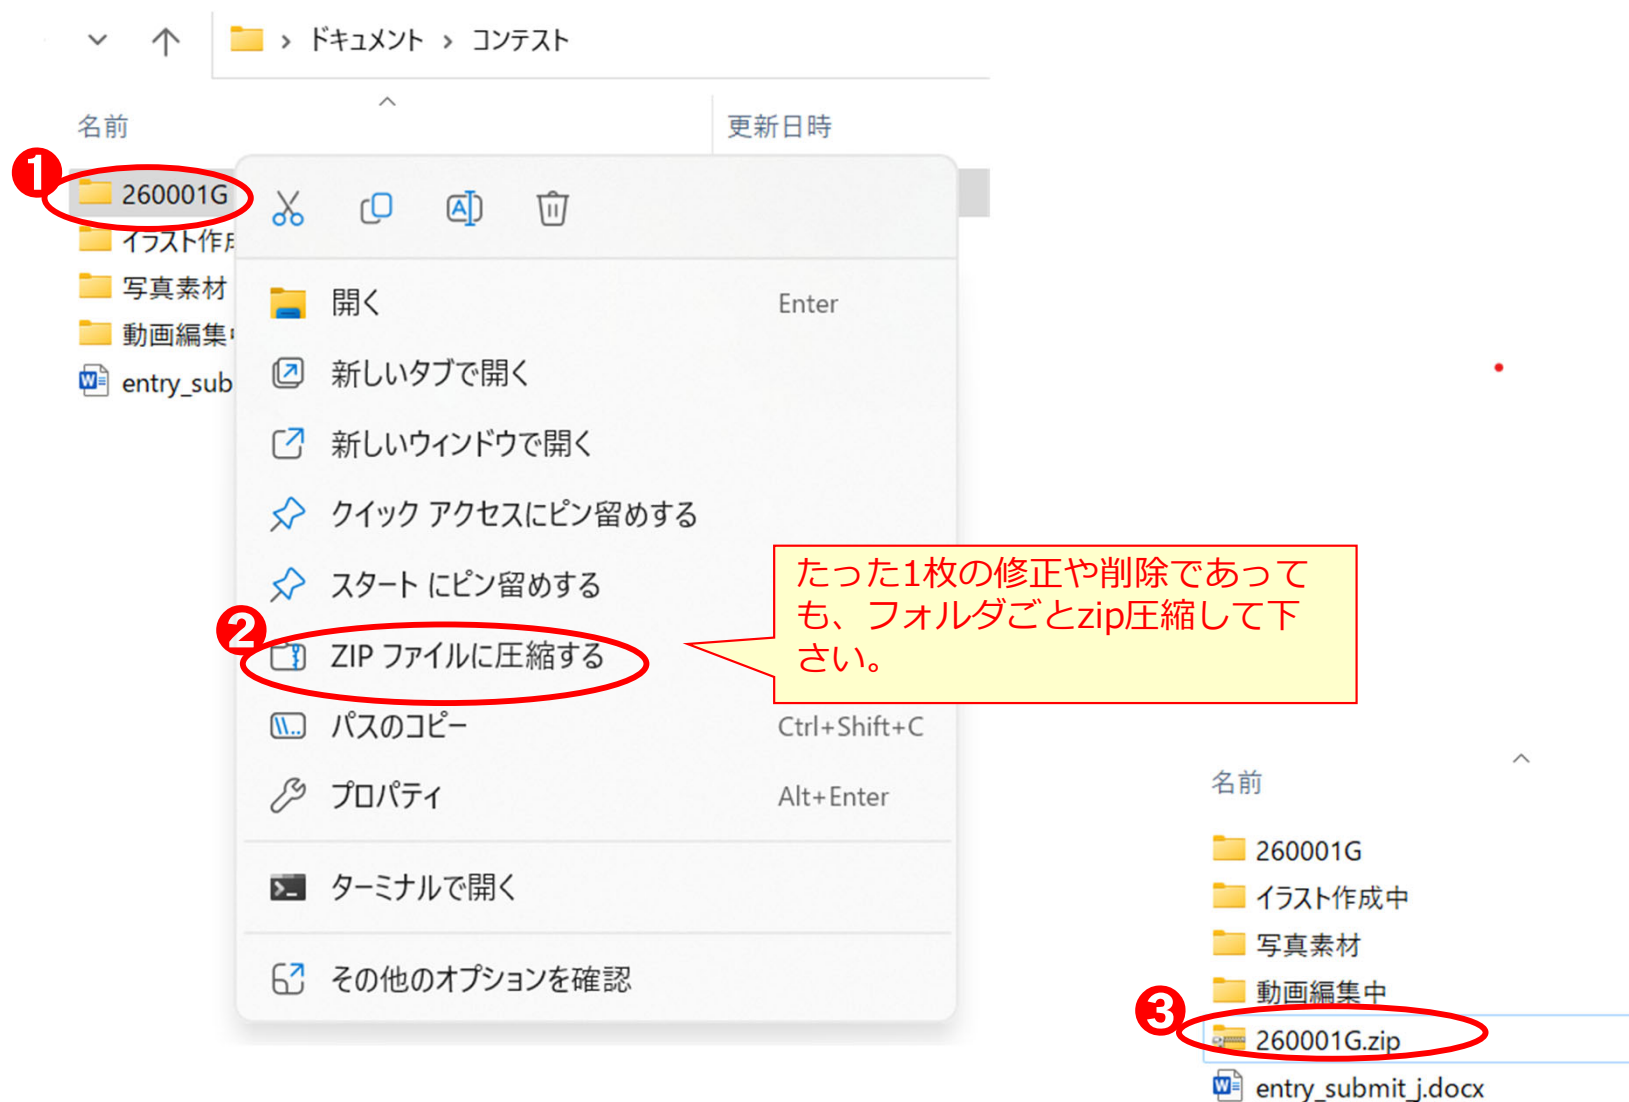 ドキュメント › コンテスト
名前
更新日時
❶
260001G
イラスト作成
写真素材
動画編集中
entry_sub
開く Enter
新しいタブで開く
新しいウィンドウで開く
クイック アクセスにピン留めする
スタート にピン留めする
❷
ZIP ファイルに圧縮する
パスのコピー Ctrl+Shift+C
プロパティ Alt+Enter
ターミナルで開く
その他のオプションを確認
たった1枚の修正や削除であって
も、フォルダごとzip圧縮して下
さい。
名前
260001G
イラスト作成中
写真素材
動画編集中
❸
260001G.zip
entry_submit_j.docx